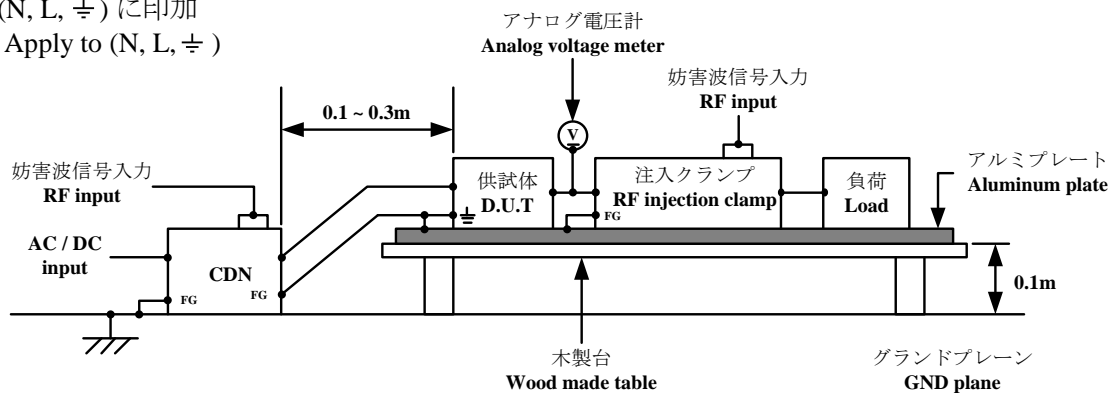 (N, L, ⏚) に印加
Apply to (N, L, ⏚)
アナログ電圧計
Analog voltage meter
妨害波信号入力
RF input
0.1 ~ 0.3m
V
妨害波信号入力
RF input
供試体
D.U.T
注入クランプ
RF injection clamp
FG
負荷
Load
アルミプレート
Aluminum plate
AC / DC
input
CDN
FG
FG
0.1m
木製台
Wood made table
グランドプレーン
GND plane